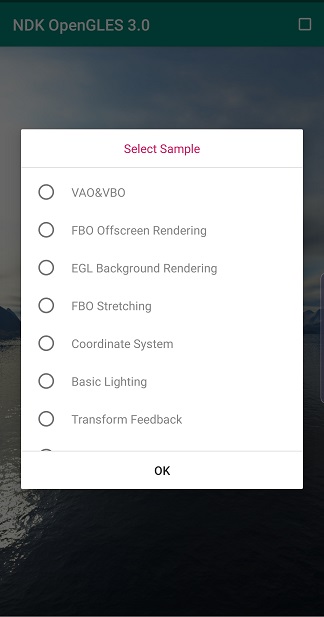 NDK OpenGLES 3.0
Select Sample
VAO&VBO
FBO Offscreen Rendering
EGL Background Rendering
FBO Stretching
Coordinate System
Basic Lighting
Transform Feedback
OK